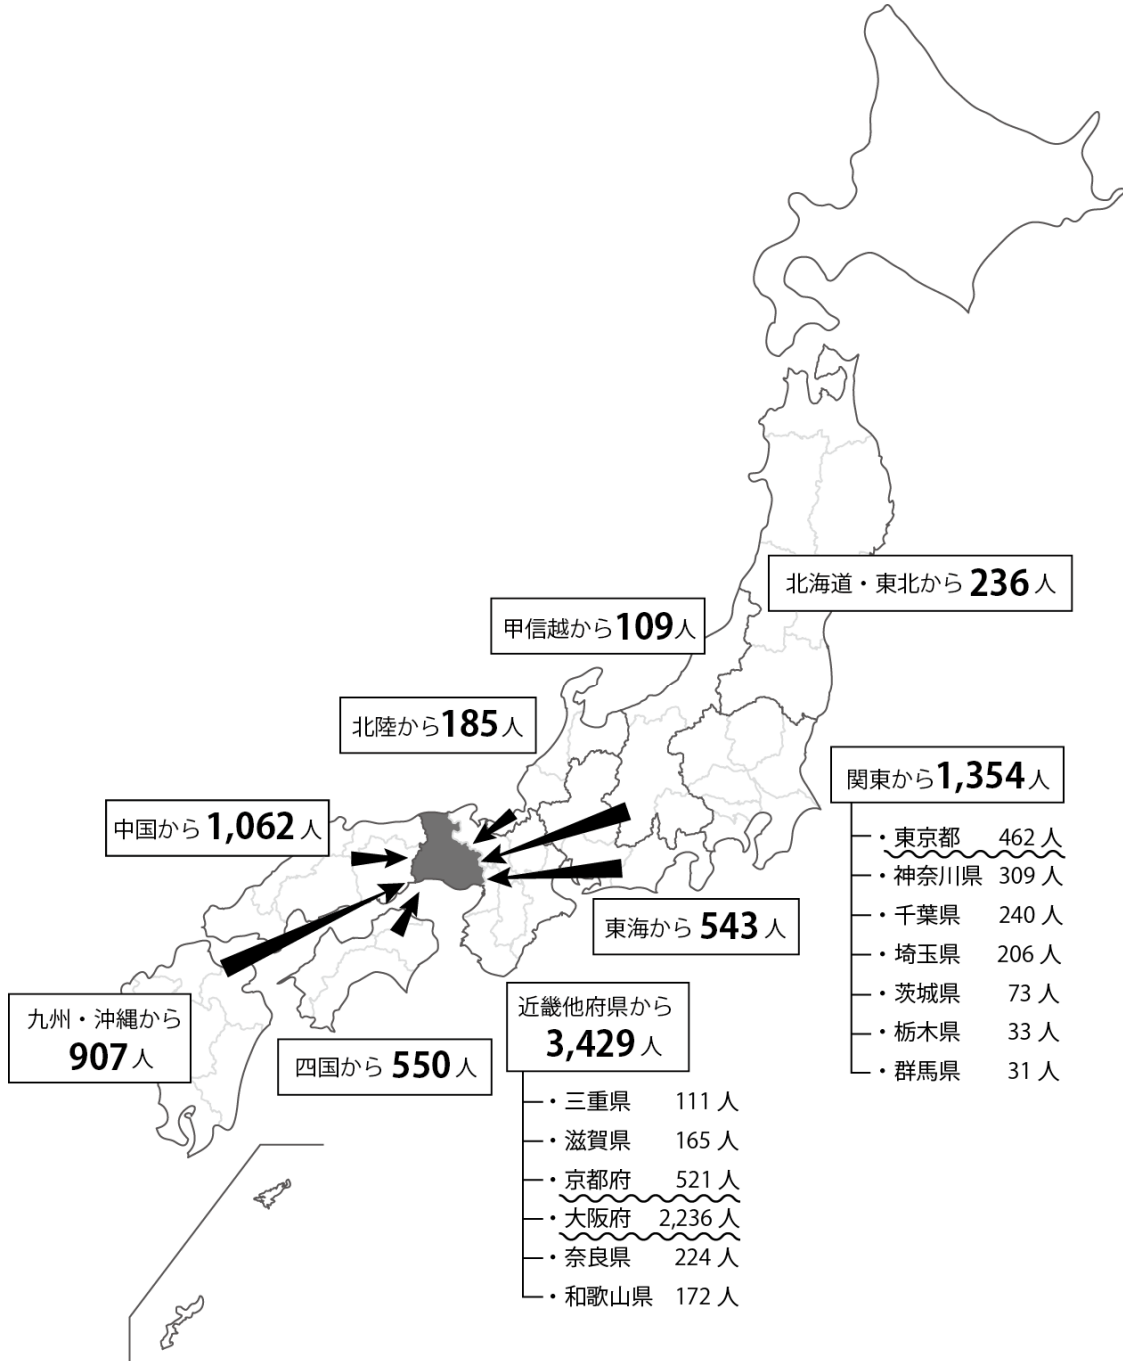 北海道・東北から 236 人
甲信越から 109 人
北陸から 185 人
関東から 1,354 人
・東京都 462 人
・神奈川県 309 人
・千葉県 240 人
・埼玉県 206 人
・茨城県 73 人
・栃木県 33 人
・群馬県 31 人
中国から 1,062 人
東海から 543 人
九州・沖縄から
907 人
四国から 550 人
近畿他府県から
3,429 人
・三重県 111 人
・滋賀県 165 人
・京都府 521 人
・大阪府 2,236 人
・奈良県 224 人
・和歌山県 172 人